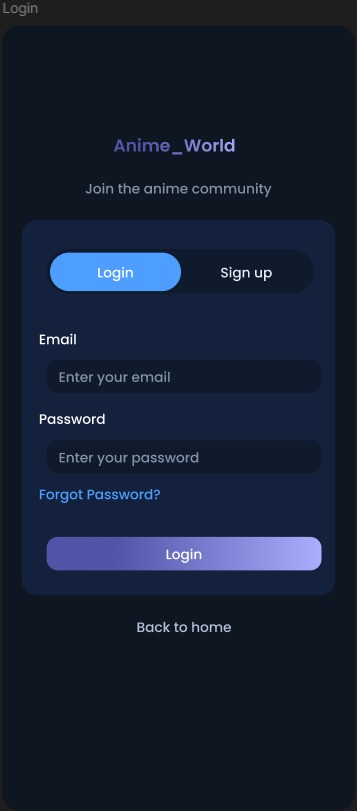 Login
Anime_World
Join the anime community
Login Sign up
Email
Enter your email
Password
Enter your password
Forgot Password?
Login
Back to home